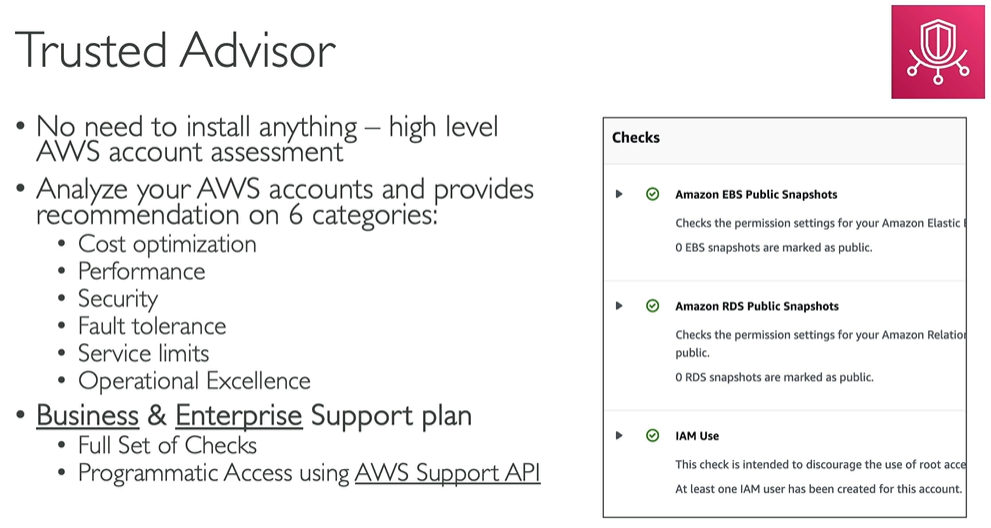 Trusted Advisor
• No need to install anything – high level
AWS account assessment
• Analyze your AWS accounts and provides
recommendation on 6 categories:
• Cost optimization
• Performance
• Security
• Fault tolerance
• Service limits
• Operational Excellence
• Business & Enterprise Support plan
• Full Set of Checks
• Programmatic Access using AWS Support API
Checks
Amazon EBS Public Snapshots
Checks the permission settings for your Amazon Elastic
0 EBS snapshots are marked as public.
Amazon RDS Public Snapshots
Checks the permission settings for your Amazon
public.
0 RDS snapshots are marked as public.
IAM Use
This check is intended to discourage the use of root
At least one IAM user has been created for this account.